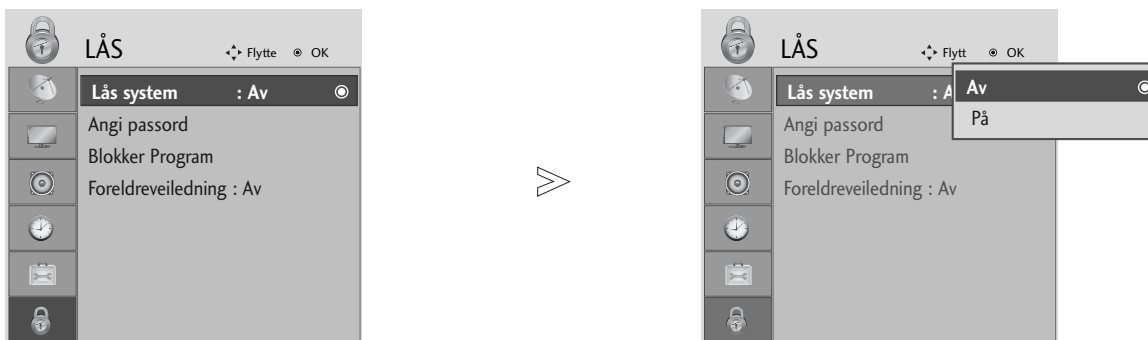 LÅS Flytte OK
Lås system : Av
Angi passord
Blokker Program
Foreldreveiledning : Av
LÅS Flytt OK
Lås system : A
Angi passord
Blokker Program
Foreldreveiledning : Av
Av
På